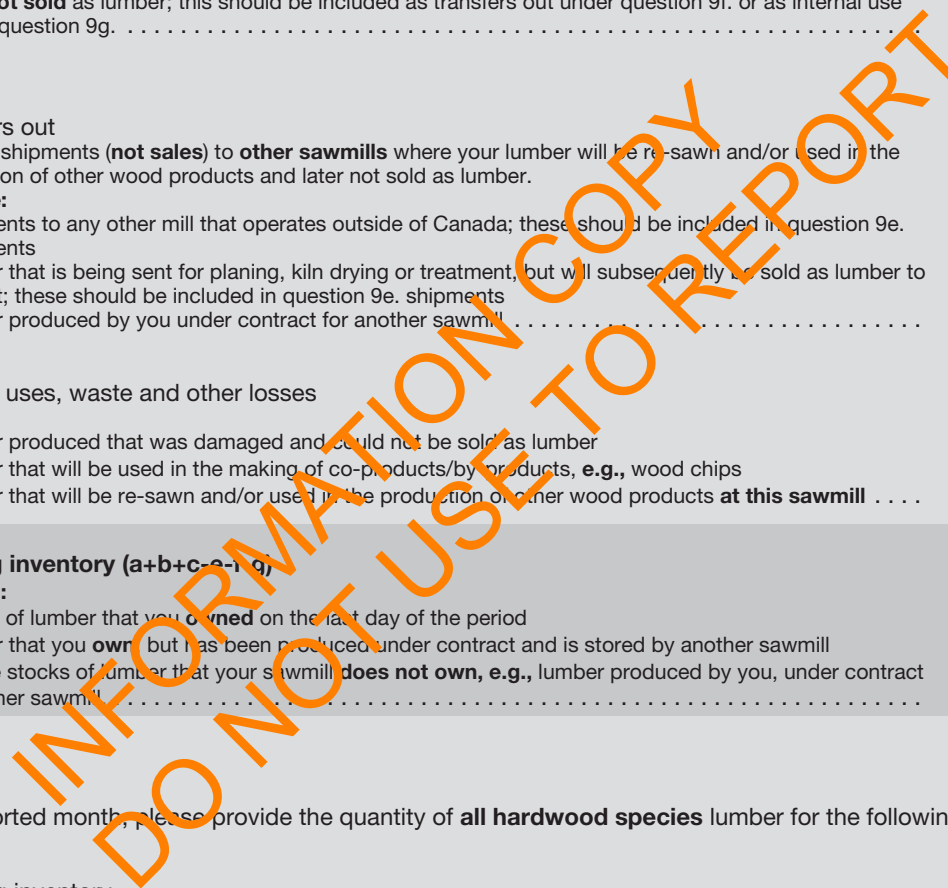 ot sold as lumber; this should be included as transfers out under question 9f. or as internal use
question 9g. . . . . . . . . . . . . . . . . . . . . . . . . . . . . . . . . . . . . . . . . . . . . . . . . . . . . . . . . . . .
rs out
shipments (not sales) to other sawmills where your lumber will be re-sawn and/or used in the
on of other wood products and later not sold as lumber.
:
ents to any other mill that operates outside of Canada; these should be included in question 9e.
ents
r that is being sent for planing, kiln drying or treatment, but will subsequently be sold as lumber to
t; these should be included in question 9e. shipments
r produced by you under contract for another sawmill . . . . . . . . . . . . . . . . . . . . . . . . . . . . . . .
uses, waste and other losses
r produced that was damaged and could not be sold as lumber
r that will be used in the making of co-products/by-products, e.g., wood chips
r that will be re-sawn and/or used in the production of other wood products at this sawmill . . . .
g inventory (a+b+c-e-f-g)
:
of lumber that you owned on the last day of the period
r that you own, but has been produced under contract and is stored by another sawmill
e stocks of lumber that your sawmill does not own, e.g., lumber produced by you, under contract
her sawmill . . . . . . . . . . . . . . . . . . . . . . . . . . . . . . . . . . . . . . . . . . . . . . . . . . . . . . . . . . . .
orted month, please provide the quantity of all hardwood species lumber for the followin
g inventory
INFORMATION COPY
DO NOT USE TO REPORT